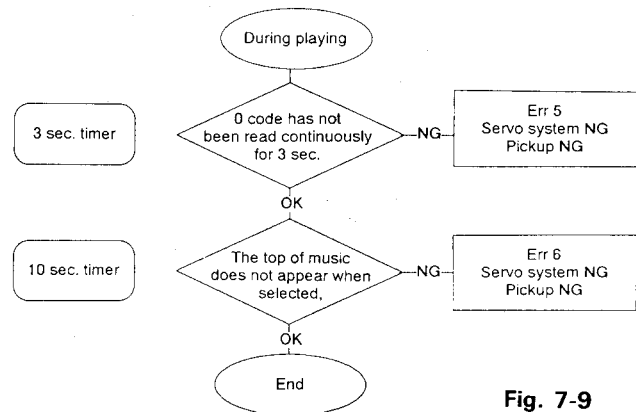 During playing
3 sec. timer
0 code has not
been read continuously
for 3 sec.
NG
Err 5
Servo system NG
Pickup NG
OK
10 sec. timer
The top of music
does not appear when
selected,
NG
Err 6
Servo system NG
Pickup NG
OK
End
Fig. 7-9